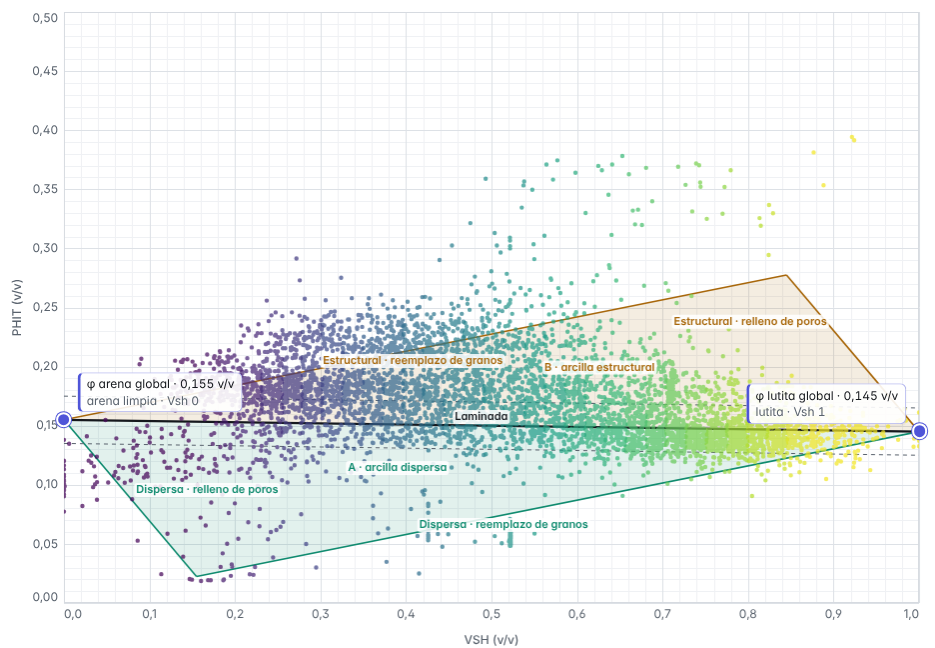 0,50
0,45
0,40
0,35
0,30
0,25
0,20
0,15
0,10
0,05
0,00
PHIT (v/v)
Estructural · relleno de poros
Estructural · reemplazo de granos
B · arcilla estructural
φ arena global · 0,155 v/v
arena limpia · Vsh 0
φ lutita global · 0,145 v/v
lutita · Vsh 1
Laminada
A · arcilla dispersa
Dispersa · relleno de poros
Dispersa · reemplazo de granos
0,0 0,1 0,2 0,3 0,4 0,5 0,6 0,7 0,8 0,9 1,0
VSH (v/v)